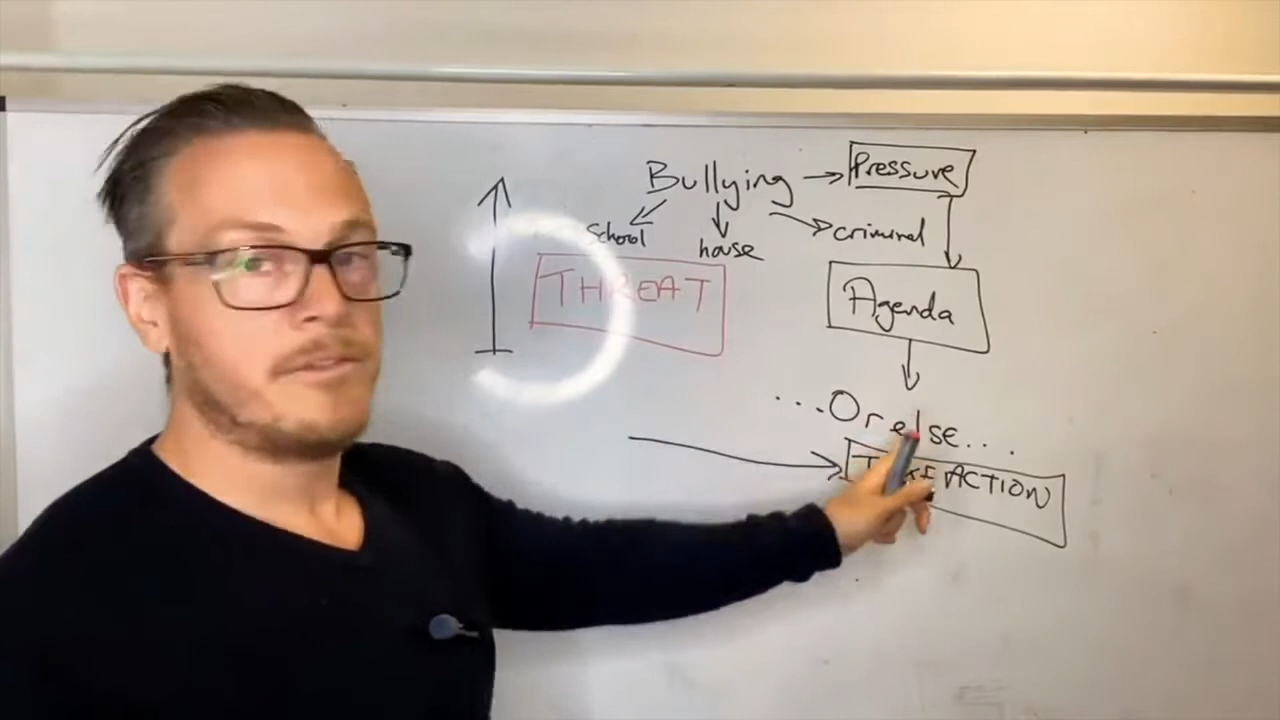 Bullying
Pressure
School
house
criminal
THREAT
Agenda
...Or else...
ACTION